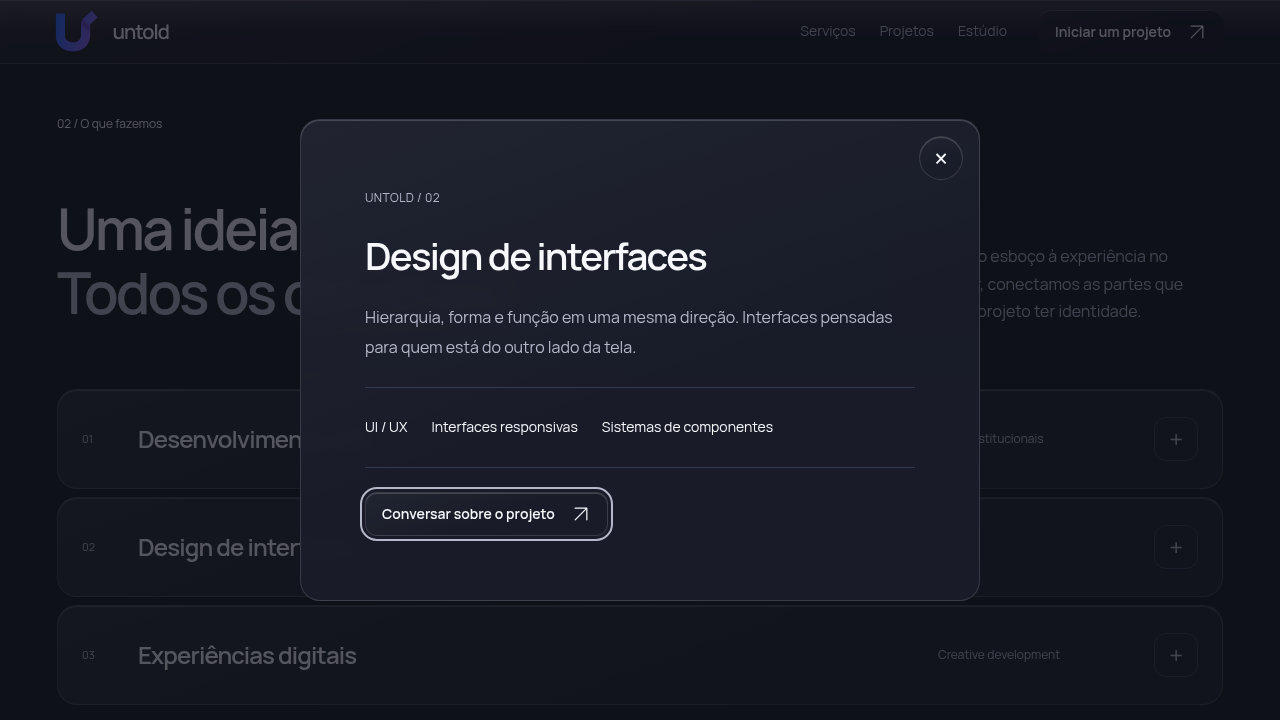 untold
Serviços
Projetos
Estúdio
Iniciar um projeto
02 / O que fazemos
Uma ideia
Todos os
o esboço à experiência no
, conectamos as partes que
projeto ter identidade.
UNTOLD / 02
Design de interfaces
Hierarquia, forma e função em uma mesma direção. Interfaces pensadas
para quem está do outro lado da tela.
UI / UX
Interfaces responsivas
Sistemas de componentes
Conversar sobre o projeto
01
Desenvolvimen
stitucionais
02
Design de inter
03
Experiências digitais
Creative development